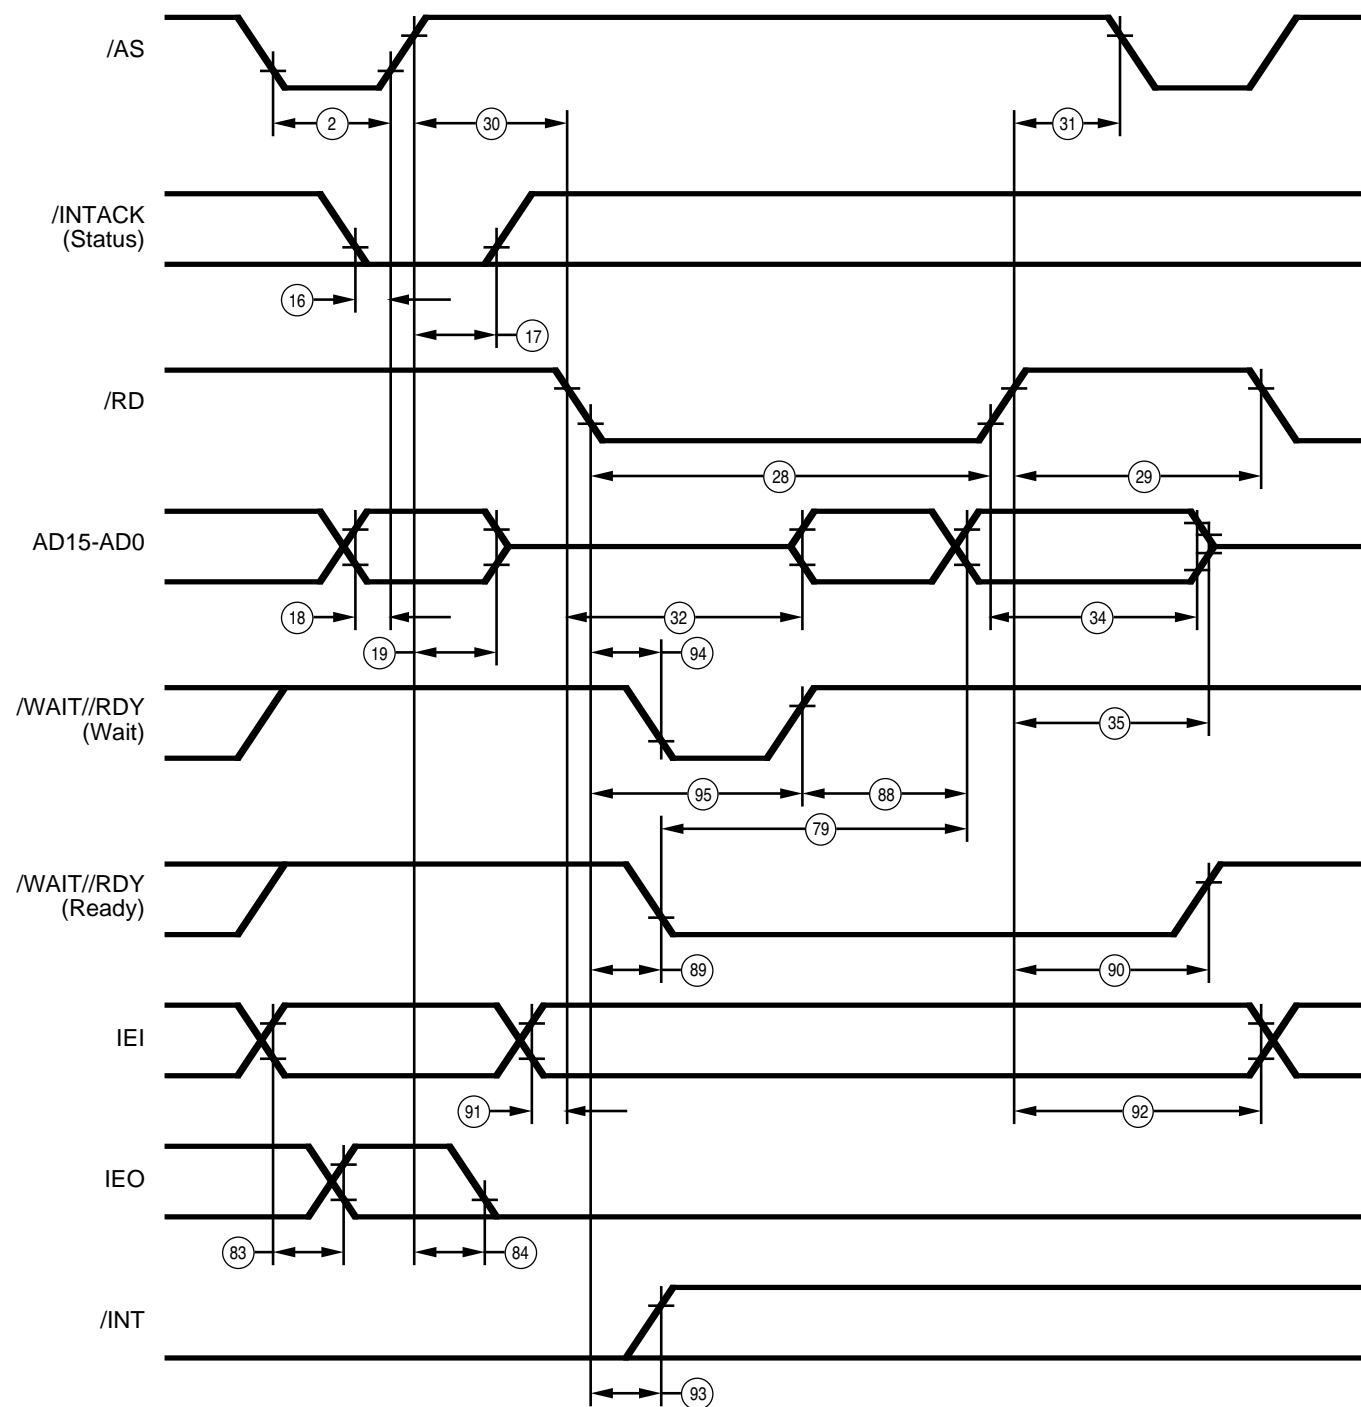 /AS
2
30
31
/INTACK
(Status)
16
17
/RD
28
29
AD15-AD0
18
32
34
19
94
/WAIT//RDY
(Wait)
35
95
88
79
/WAIT//RDY
(Ready)
89
90
IEI
91
92
IEO
83
84
/INT
93